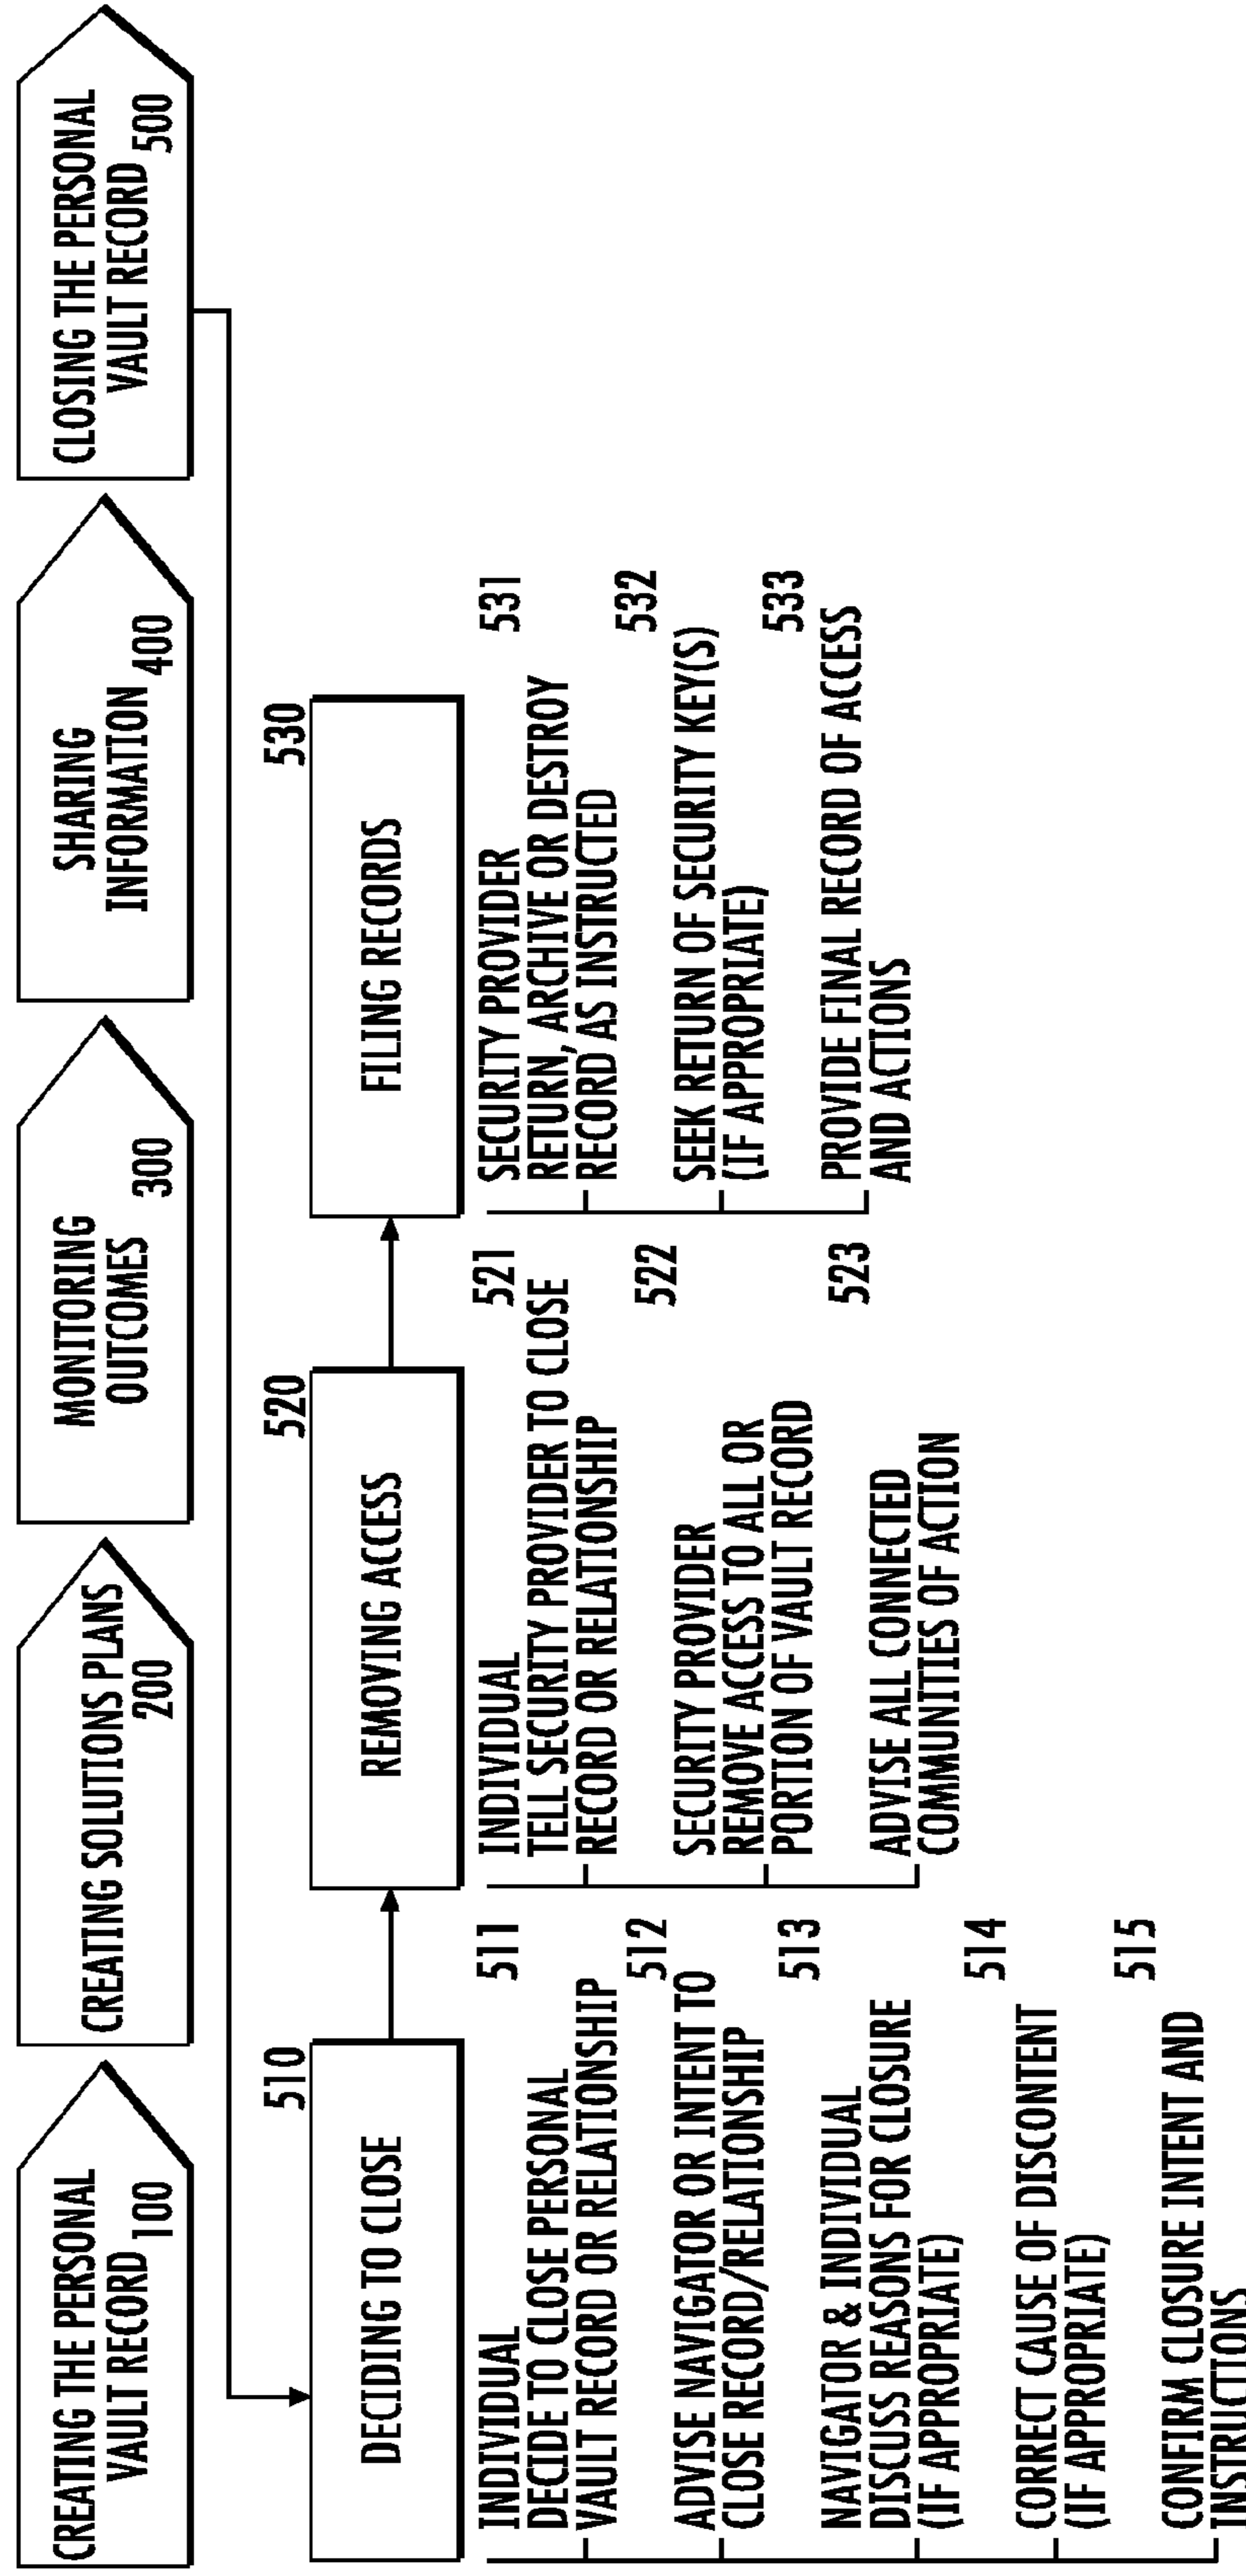 CREATING THE PERSONAL
VAULT RECORD 100
CREATING SOLUTIONS PLANS
200
MONITORING
OUTCOMES 300
SHARING
INFORMATION 400
CLOSING THE PERSONAL
VAULT RECORD 500
510
DECIDING TO CLOSE
511
INDIVIDUAL
DECIDE TO CLOSE PERSONAL
VAULT RECORD OR RELATIONSHIP
512
ADVISE NAVIGATOR OR INTENT TO
CLOSE RECORD/RELATIONSHIP
513
NAVIGATOR & INDIVIDUAL
DISCUSS REASONS FOR CLOSURE
(IF APPROPRIATE)
514
CORRECT CAUSE OF DISCONTENT
(IF APPROPRIATE)
515
CONFIRM CLOSURE INTENT AND
INSTRUCTIONS
520
REMOVING ACCESS
521
INDIVIDUAL
TELL SECURITY PROVIDER TO CLOSE
RECORD OR RELATIONSHIP
522
SECURITY PROVIDER
REMOVE ACCESS TO ALL OR
PORTION OF VAULT RECORD
523
ADVISE ALL CONNECTED
COMMUNITIES OF ACTION
530
FILING RECORDS
531
SECURITY PROVIDER
RETURN, ARCHIVE OR DESTROY
RECORD AS INSTRUCTED
532
SEEK RETURN OF SECURITY KEY(S)
(IF APPROPRIATE)
533
PROVIDE FINAL RECORD OF ACCESS
AND ACTIONS